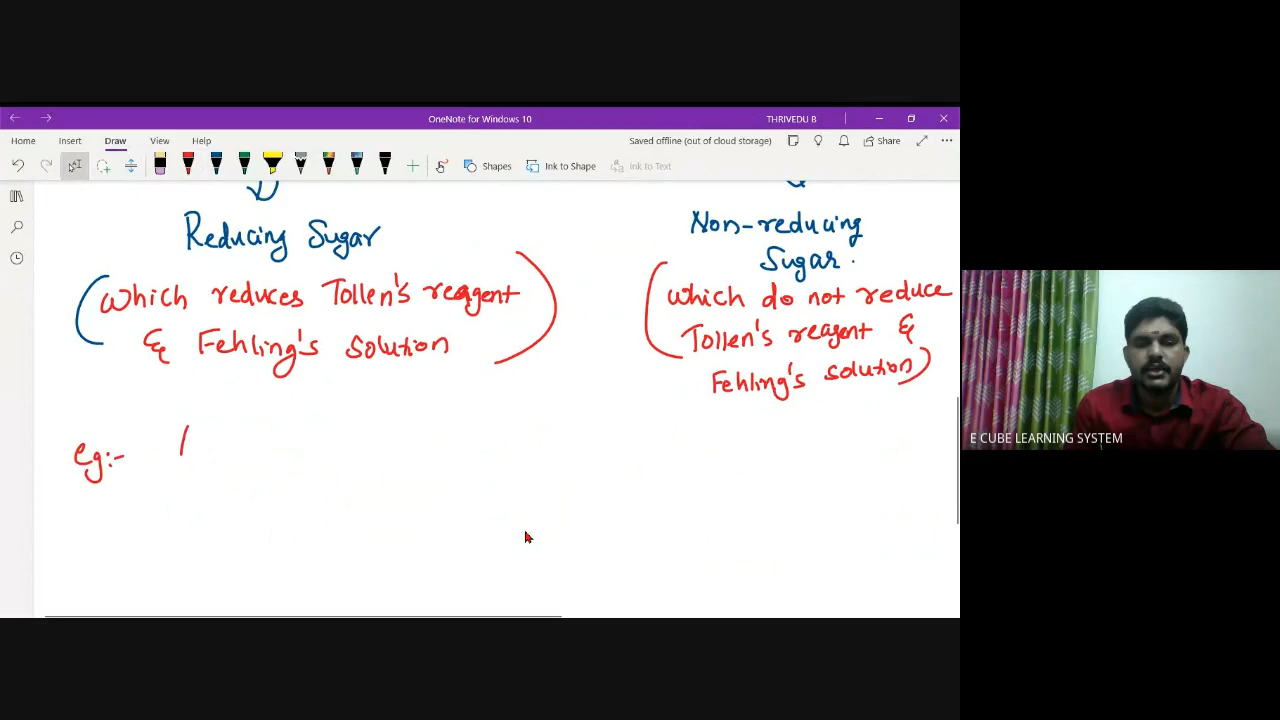 OneNote for Windows 10
THRIVEDU B
Home Insert Draw View Help
Saved offline (out of cloud storage)
Share
Shapes
Ink to Shape
Ink to Text
Reducing Sugar
(which reduces Tollen's reagent
& Fehling's solution)
Non-reducing
Sugar.
(which do not reduce
Tollen's reagent &
Fehling's solution)
eg:-
E CUBE LEARNING SYSTEM